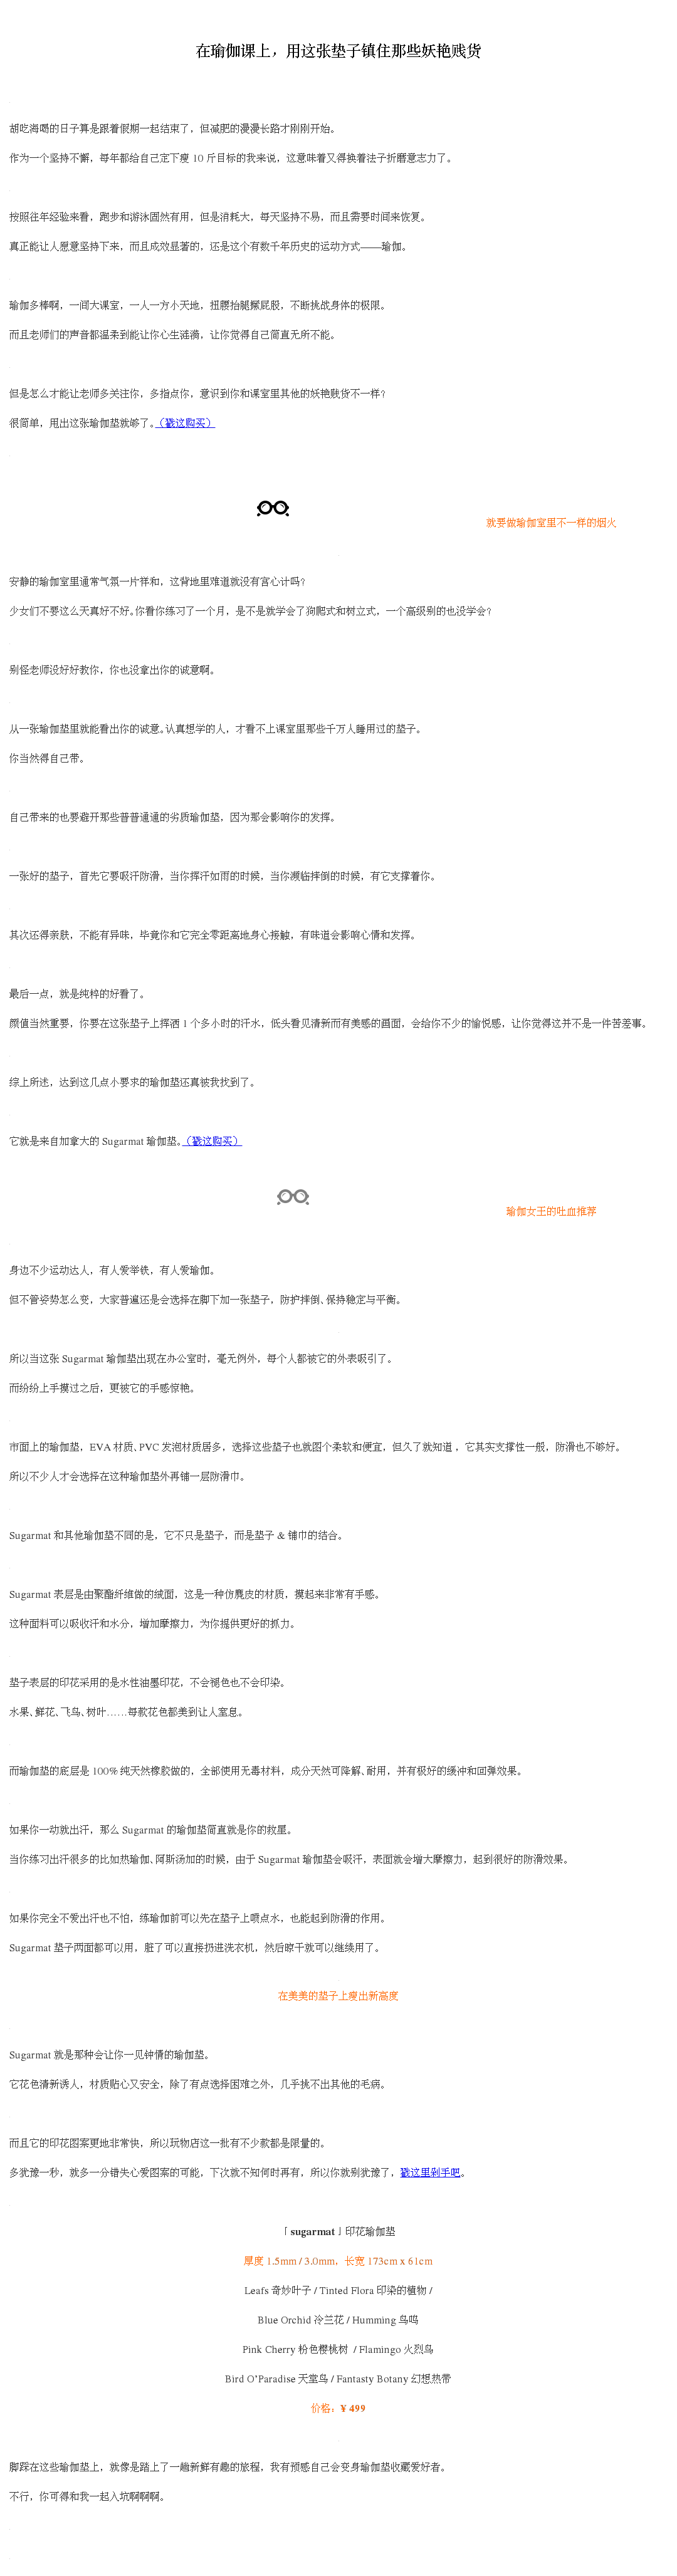 在瑜伽课上，用这张垫子镇住那些妖艳贱货
胡吃海喝的日子算是跟着假期一起结束了，但减肥的漫漫长路才刚刚开始。
作为一个坚持不懈，每年都给自己定下瘦 10 斤目标的我来说，这意味着又得换着法子折磨意志力了。
按照往年经验来看，跑步和游泳固然有用，但是消耗大，每天坚持不易，而且需要时间来恢复。
真正能让人愿意坚持下来，而且成效显著的，还是这个有数千年历史的运动方式——瑜伽。
瑜伽多棒啊，一间大课室，一人一方小天地，扭腰抬腿撅屁股，不断挑战身体的极限。
而且老师们的声音都温柔到能让你心生涟漪，让你觉得自己简直无所不能。
但是怎么才能让老师多关注你，多指点你，意识到你和课室里其他的妖艳贱货不一样？
很简单，甩出这张瑜伽垫就够了。（戳这购买）
就要做瑜伽室里不一样的烟火
安静的瑜伽室里通常气氛一片祥和，这背地里难道就没有宫心计吗？
少女们不要这么天真好不好。你看你练习了一个月，是不是就学会了狗爬式和树立式，一个高级别的也没学会？
别怪老师没好好教你，你也没拿出你的诚意啊。
从一张瑜伽垫里就能看出你的诚意。认真想学的人，才看不上课室里那些千万人睡用过的垫子。
你当然得自己带。
自己带来的也要避开那些普普通通的劣质瑜伽垫，因为那会影响你的发挥。
一张好的垫子，首先它要吸汗防滑，当你挥汗如雨的时候，当你濒临摔倒的时候，有它支撑着你。
其次还得亲肤，不能有异味，毕竟你和它完全零距离地身心接触，有味道会影响心情和发挥。
最后一点，就是纯粹的好看了。
颜值当然重要，你要在这张垫子上挥洒 1 个多小时的汗水，低头看见清新而有美感的画面，会给你不少的愉悦感，让你觉得这并不是一件苦差事。
综上所述，达到这几点小要求的瑜伽垫还真被我找到了。
它就是来自加拿大的 Sugarmat 瑜伽垫。（戳这购买）
瑜伽女王的吐血推荐
身边不少运动达人，有人爱举铁，有人爱瑜伽。
但不管姿势怎么变，大家普遍还是会选择在脚下加一张垫子，防护摔倒、保持稳定与平衡。
所以当这张 Sugarmat 瑜伽垫出现在办公室时，毫无例外，每个人都被它的外表吸引了。
而纷纷上手摸过之后，更被它的手感惊艳。
市面上的瑜伽垫，EVA 材质、PVC 发泡材质居多，选择这些垫子也就图个柔软和便宜，但久了就知道，它其实支撑性一般，防滑也不够好。
所以不少人才会选择在这种瑜伽垫外再铺一层防滑巾。
Sugarmat 和其他瑜伽垫不同的是，它不只是垫子，而是垫子 & 铺巾的结合。
Sugarmat 表层是由聚酯纤维做的绒面，这是一种仿麂皮的材质，摸起来非常有手感。
这种面料可以吸收汗和水分，增加摩擦力，为你提供更好的抓力。
垫子表层的印花采用的是水性油墨印花，不会褪色也不会印染。
水果、鲜花、飞鸟、树叶……每款花色都美到让人窒息。
而瑜伽垫的底层是 100% 纯天然橡胶做的，全部使用无毒材料，成分天然可降解、耐用，并有极好的缓冲和回弹效果。
如果你一动就出汗，那么 Sugarmat 的瑜伽垫简直就是你的救星。
当你练习出汗很多的比如热瑜伽、阿斯汤加的时候，由于 Sugarmat 瑜伽垫会吸汗，表面就会增大摩擦力，起到很好的防滑效果。
如果你完全不爱出汗也不怕，练瑜伽前可以先在垫子上喷点水，也能起到防滑的作用。
Sugarmat 垫子两面都可以用，脏了可以直接扔进洗衣机，然后晾干就可以继续用了。
在美美的垫子上瘦出新高度
Sugarmat 就是那种会让你一见钟情的瑜伽垫。
它花色清新诱人，材质贴心又安全，除了有点选择困难之外，几乎挑不出其他的毛病。
而且它的印花图案更地非常快，所以玩物店这一批有不少款都是限量的。
多犹豫一秒，就多一分错失心爱图案的可能，下次就不知何时再有，所以你就别犹豫了，戳这里剁手吧。
「 sugarmat 」印花瑜伽垫
厚度 1.5mm / 3.0mm，长宽 173cm x 61cm
Leafs 奇妙叶子 / Tinted Flora 印染的植物 /
Blue Orchid 冷兰花 / Humming 鸟鸣
Pink Cherry 粉色樱桃树 / Flamingo 火烈鸟
Bird O'Paradise 天堂鸟 / Fantasty Botany 幻想热带
价格：¥ 499
脚踩在这些瑜伽垫上，就像是踏上了一趟新鲜有趣的旅程，我有预感自己会变身瑜伽垫收藏爱好者。
不行，你可得和我一起入坑啊啊啊。